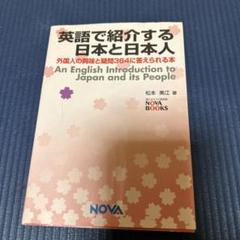 英語で紹介する
日本と日本人
外国人の興味と疑問364に答えられる本
An English Introduction to
Japan and its People
松本 美江 著
NOVA
BOOKS
NOVA